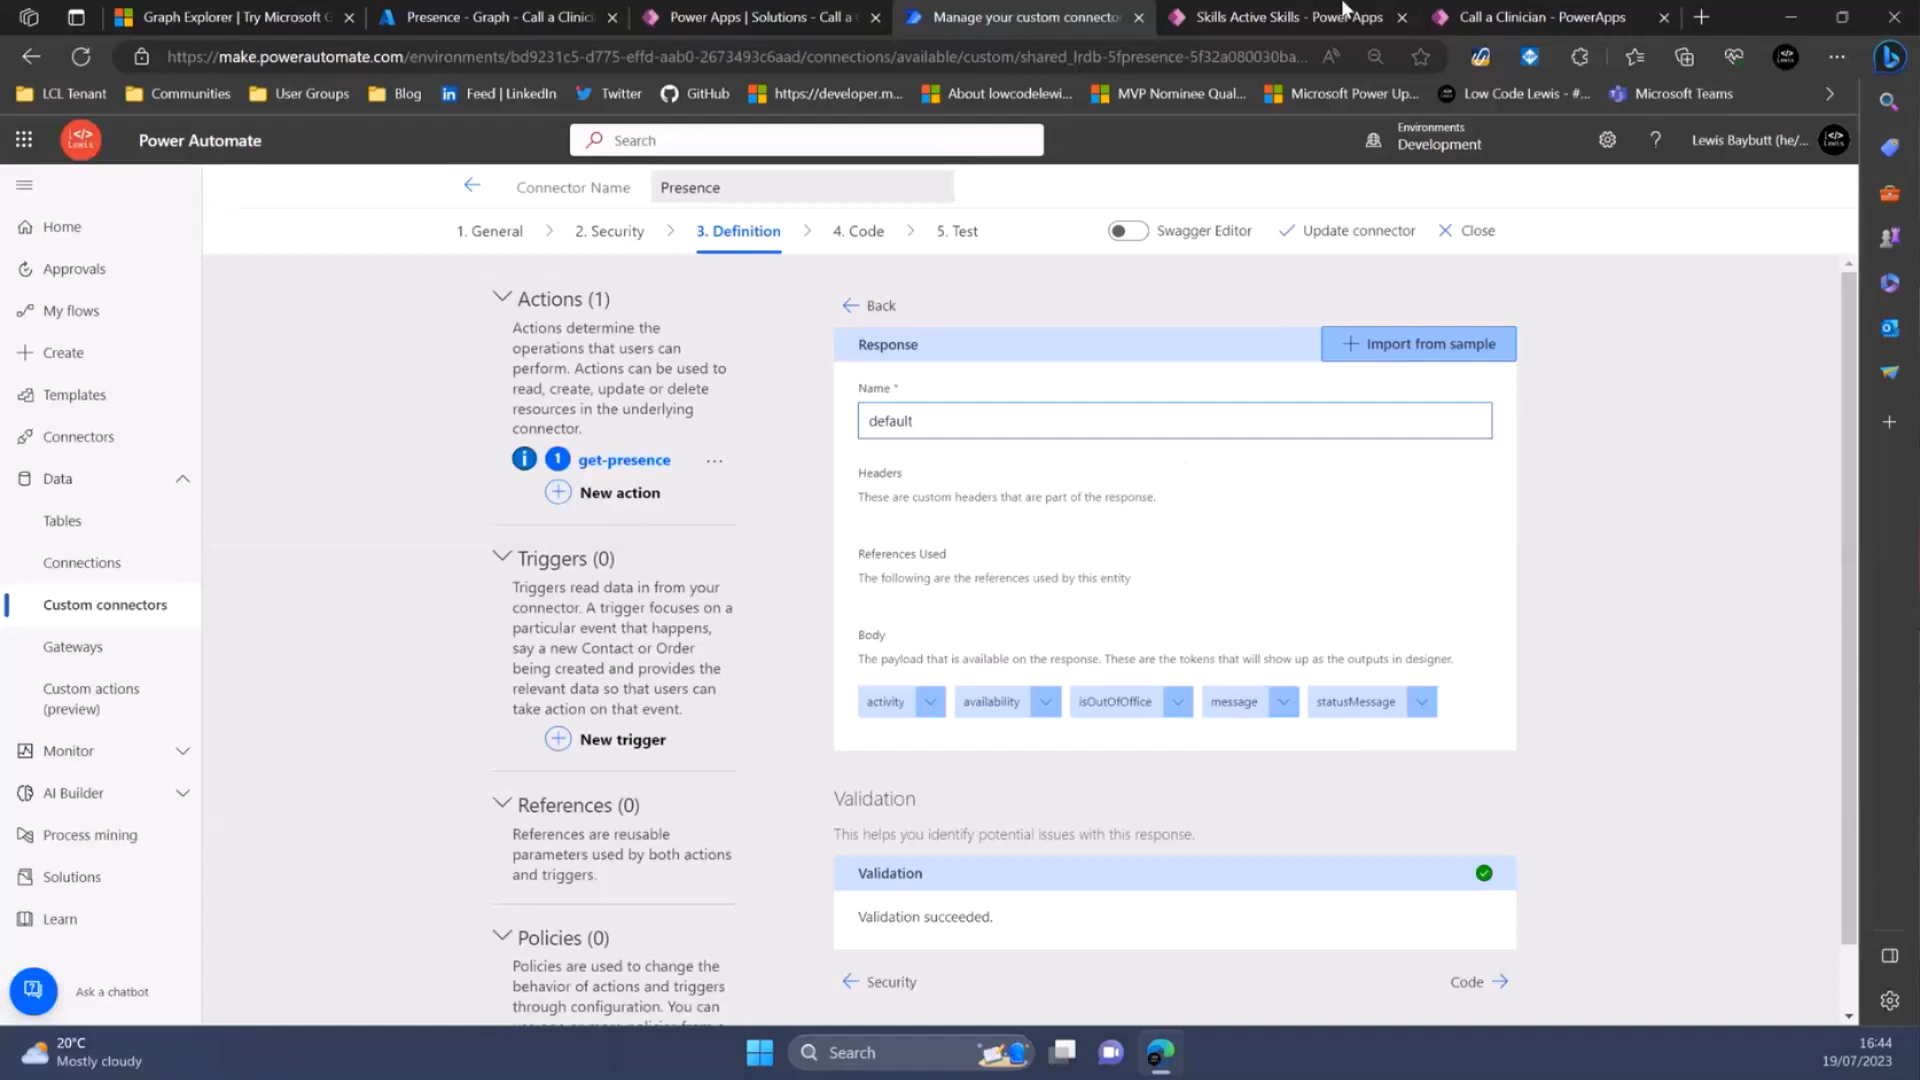 Graph Explorer | Try Microsoft G
Presence - Graph - Call a Clinici
Power Apps | Solutions - Call a C
Manage your custom connector
Skills Active Skills - PowerApps
Call a Clinician - PowerApps
https://make.powerautomate.com/environments/bd9231c5-d775-effd-aab0-2673493c6aad/connections/available/custom/shared_lrdb-5fpresence-5f32a080030ba...
LCL Tenant
Communities
User Groups
Blog
Feed | LinkedIn
Twitter
GitHub
https://developer.m...
About lowcodelewi...
MVP Nominee Qual...
Microsoft Power Up...
Low Code Lewis - #...
Microsoft Teams
</> Lewis
Power Automate
Search
Environments
Development
?
Lewis Baybutt (he/...
Connector Name
Presence
1. General
2. Security
3. Definition
4. Code
5. Test
Swagger Editor
Update connector
Close
Home
Approvals
My flows
Create
Templates
Connectors
Data
Tables
Connections
Custom connectors
Gateways
Custom actions
(preview)
Monitor
AI Builder
Process mining
Solutions
Learn
Ask a chatbot
Actions (1)
Actions determine the
operations that users can
perform. Actions can be used to
read, create, update or delete
resources in the underlying
connector.
i 1 get-presence ...
New action
Triggers (0)
Triggers read data in from your
connector. A trigger focuses on a
particular event that happens,
say a new Contact or Order
being created and provides the
relevant data so that users can
take action on that event.
New trigger
References (0)
References are reusable
parameters used by both actions
and triggers.
Policies (0)
Policies are used to change the
behavior of actions and triggers
through configuration. You can
Back
Response
Import from sample
Name *
default
Headers
These are custom headers that are part of the response.
References Used
The following are the references used by this entity
Body
The payload that is available on the response. These are the tokens that will show up as the outputs in designer.
activity
availability
isOutOfOffice
message
statusMessage
Validation
This helps you identify potential issues with this response.
Validation
Validation succeeded.
Security
Code
20°C
Mostly cloudy
Search
16:44
19/07/2023